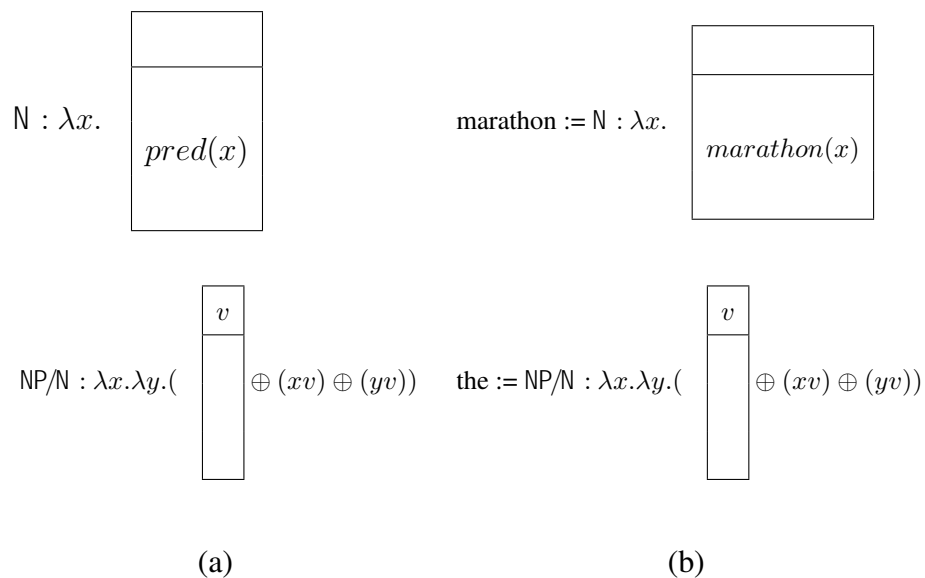 N : λx. pred(x)
marathon := N : λx. marathon(x)
NP/N : λx.λy.( v ⊕ (xv) ⊕ (yv))
the := NP/N : λx.λy.( v ⊕ (xv) ⊕ (yv))
(a)
(b)